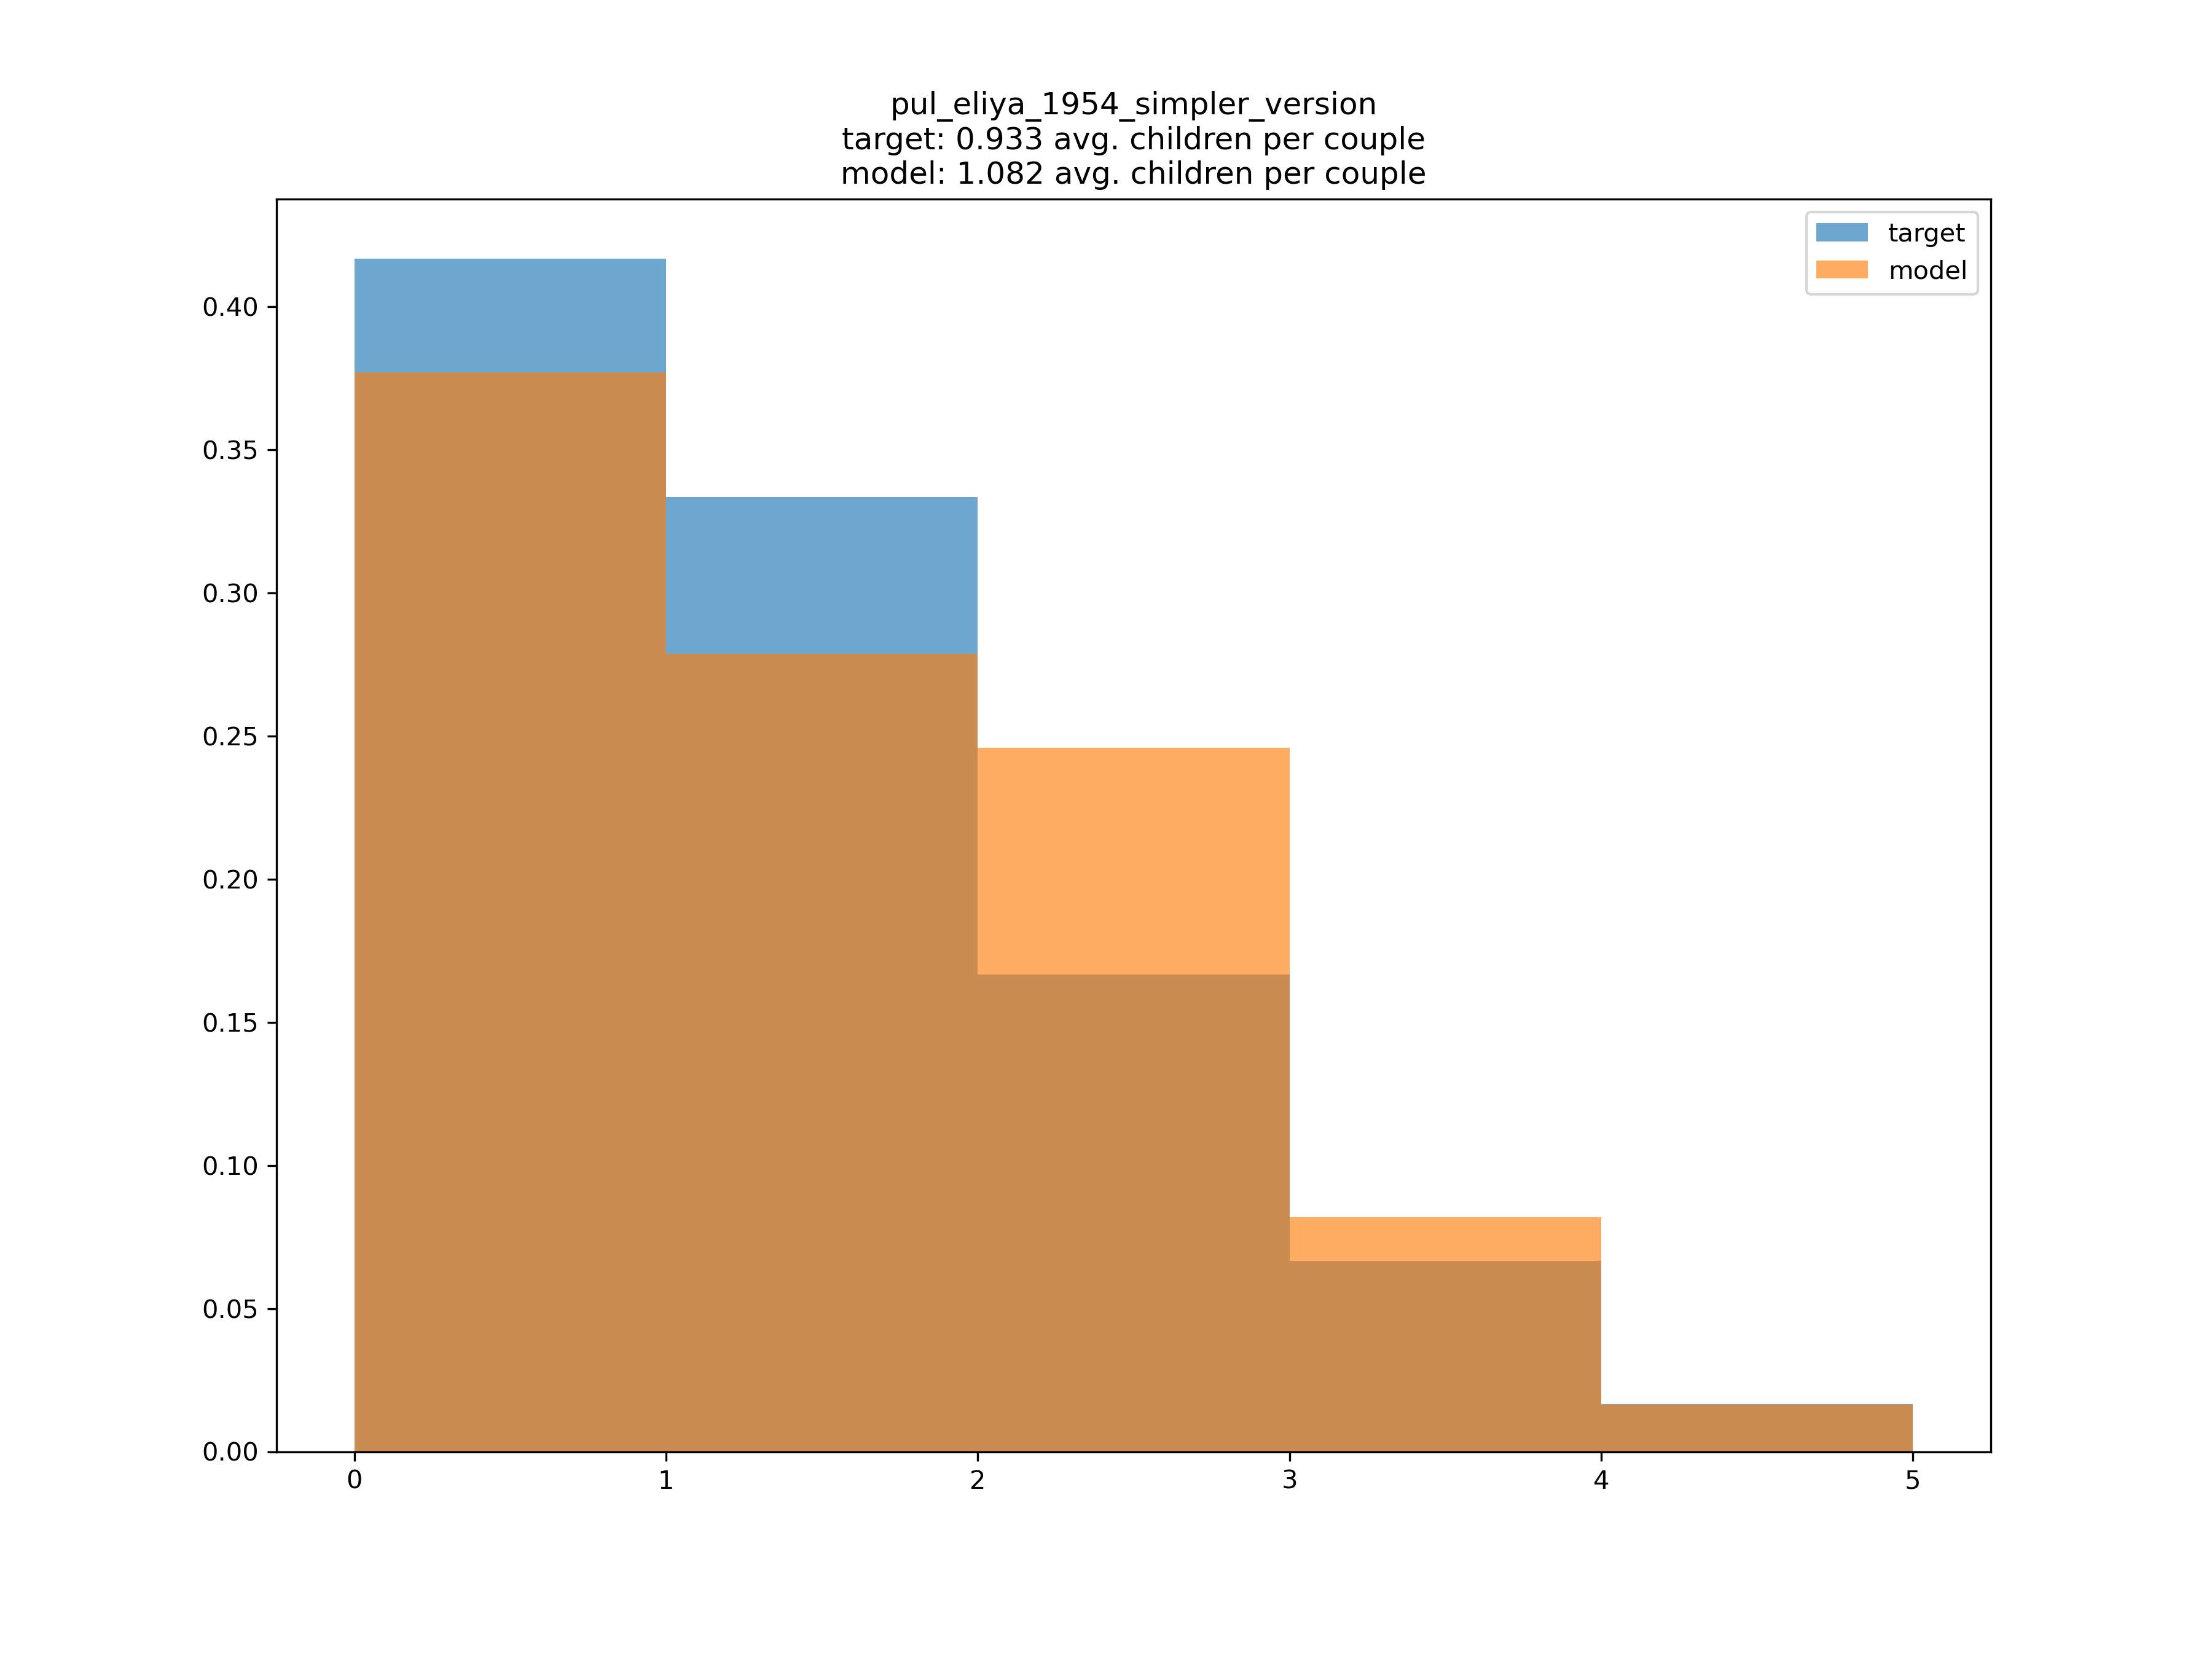 pul_eliya_1954_simpler_version
target: 0.933 avg. children per couple
model: 1.082 avg. children per couple
target
model
0.40
0.35
0.30
0.25
0.20
0.15
0.10
0.05
0.00
0 1 2 3 4 5